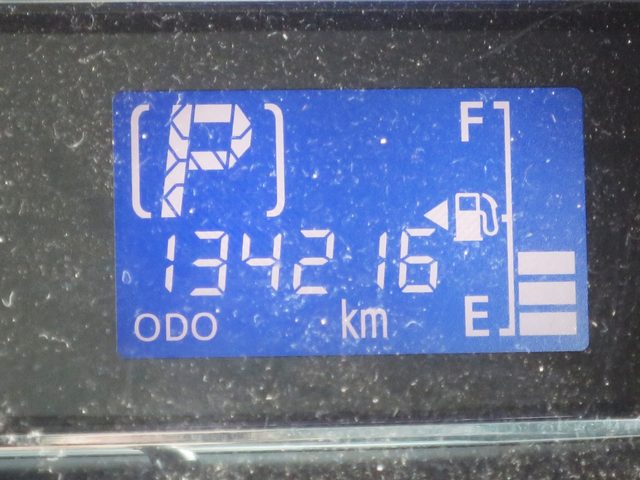 [P]
F
134216
ODO km E